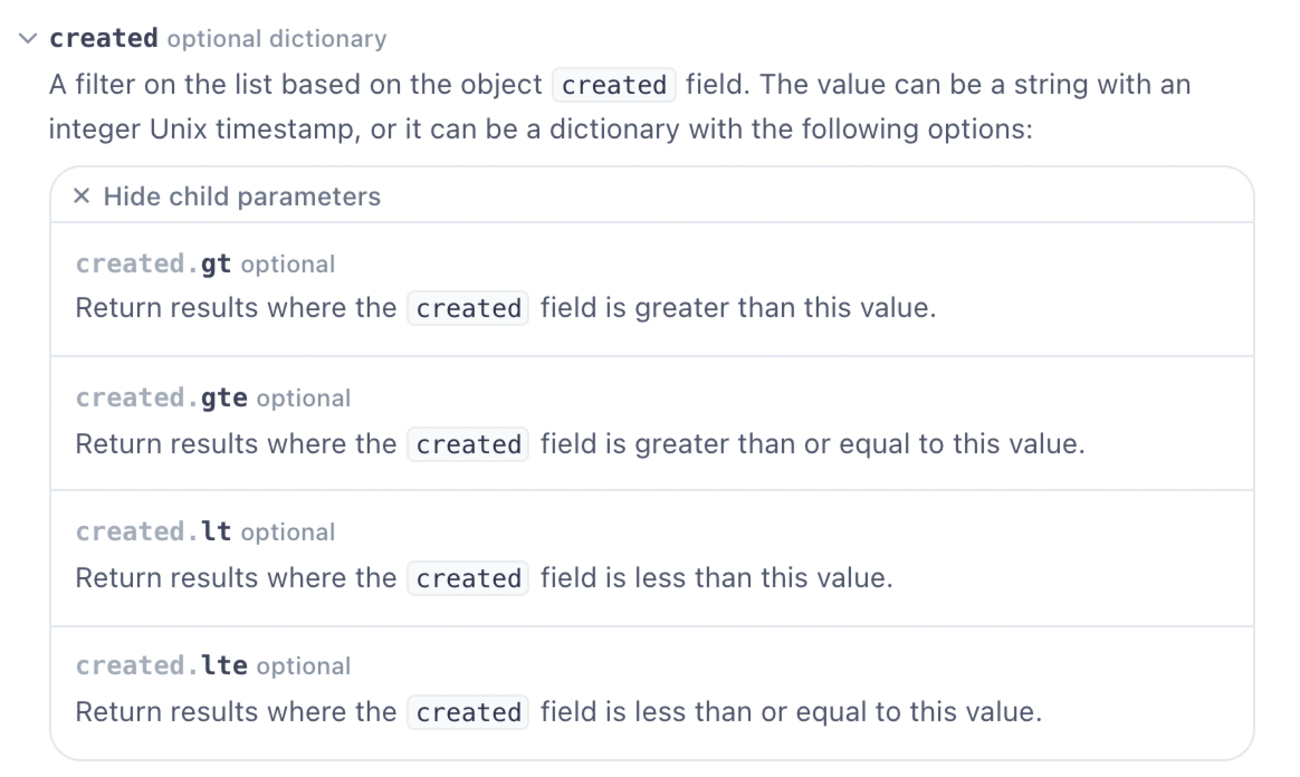 created optional dictionary
A filter on the list based on the object created field. The value can be a string with an
integer Unix timestamp, or it can be a dictionary with the following options:
Hide child parameters
created.gt optional
Return results where the created field is greater than this value.
created.gte optional
Return results where the created field is greater than or equal to this value.
created.lt optional
Return results where the created field is less than this value.
created.lte optional
Return results where the created field is less than or equal to this value.